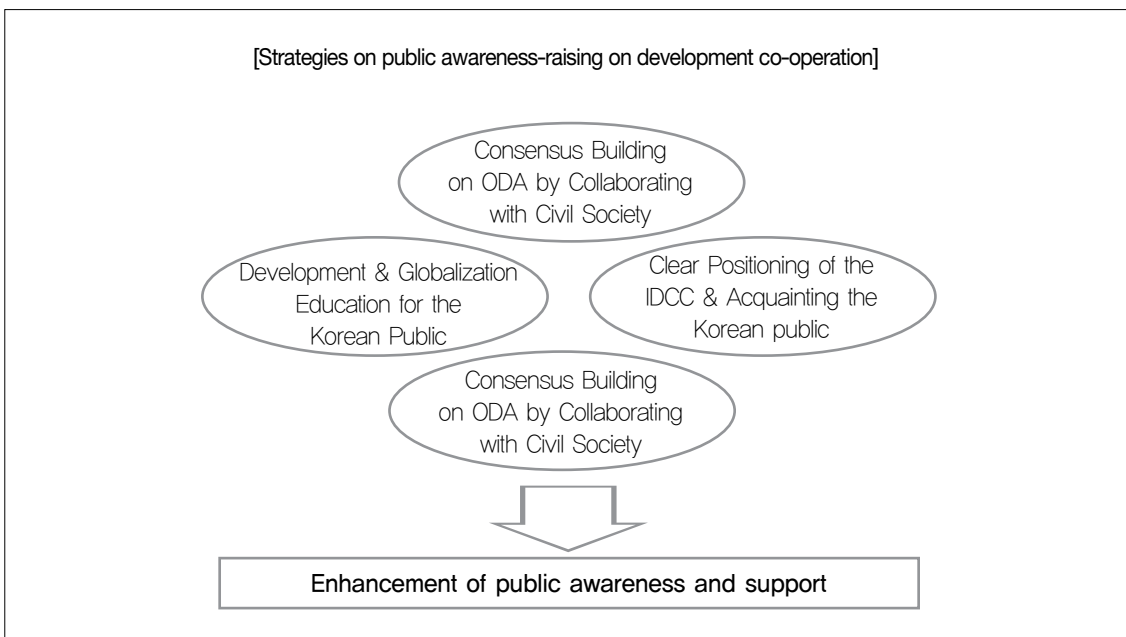 [Strategies on public awareness-raising on development co-operation]
Consensus Building
on ODA by Collaborating
with Civil Society
Development & Globalization
Education for the
Korean Public
Clear Positioning of the
IDCC & Acquainting the
Korean public
Consensus Building
on ODA by Collaborating
with Civil Society
Enhancement of public awareness and support